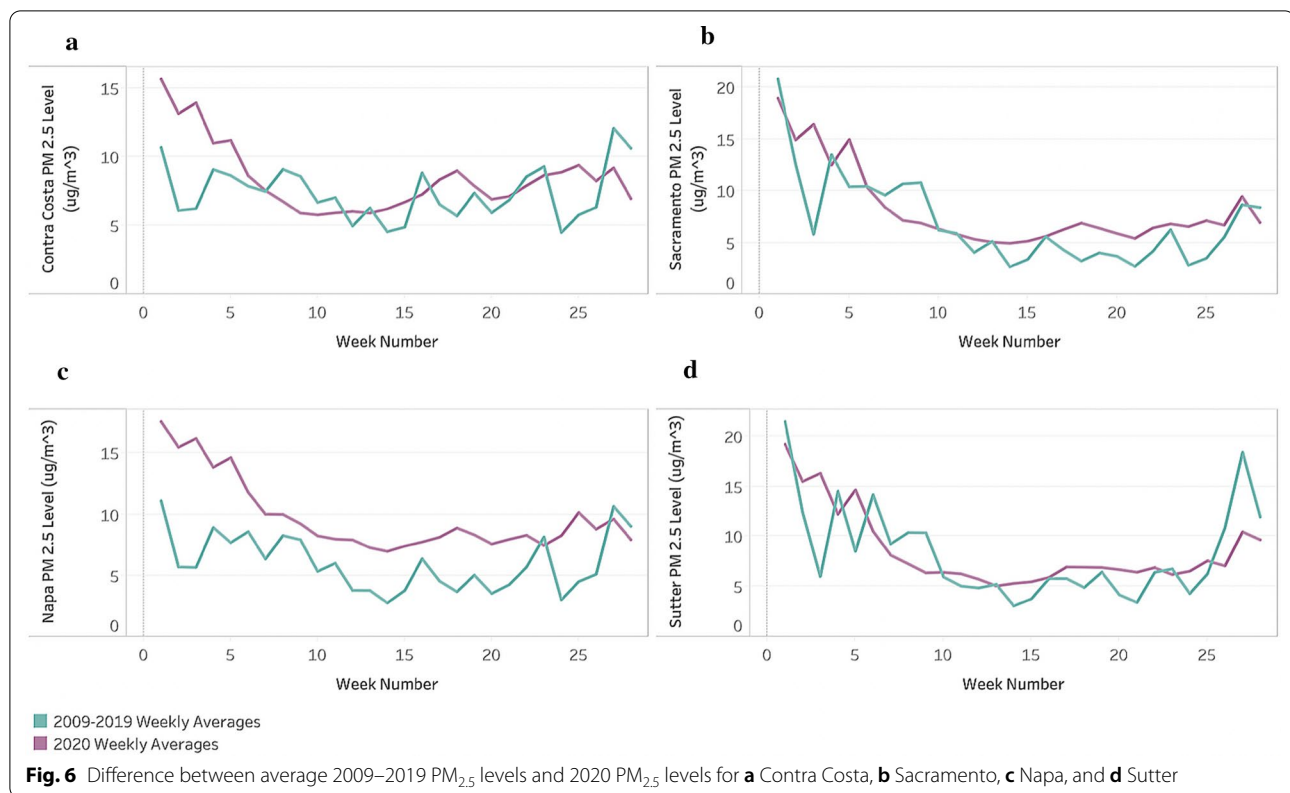 a
Contra Costa PM 2.5 Level
(ug/m^3)
15
10
5
0
0 5 10 15 20 25
Week Number
b
Sacramento PM 2.5 Level
(ug/m^3)
20
15
10
5
0
0 5 10 15 20 25
Week Number
c
Napa PM 2.5 Level (ug/m^3)
15
10
5
0
0 5 10 15 20 25
Week Number
d
Sutter PM 2.5 Level (ug/m^3)
20
15
10
5
0
0 5 10 15 20 25
Week Number
2009-2019 Weekly Averages
2020 Weekly Averages
Fig. 6 Difference between average 2009–2019 PM2.5 levels and 2020 PM2.5 levels for a Contra Costa, b Sacramento, c Napa, and d Sutter